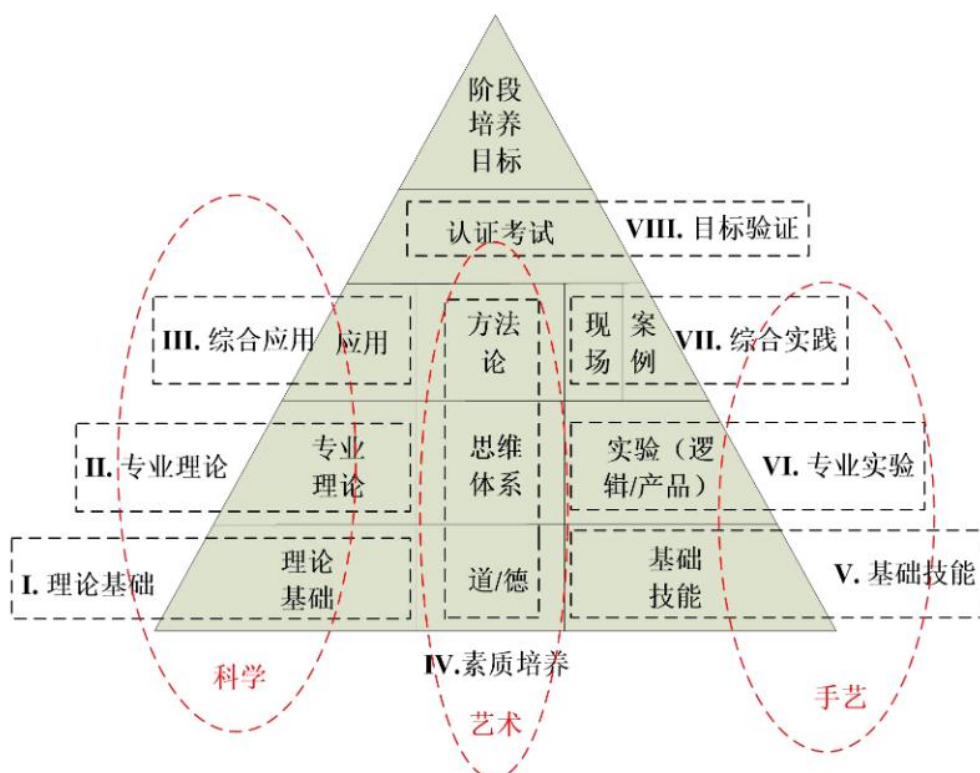 阶段
培养
目标
认证考试
VIII. 目标验证
III. 综合应用
应用
方法
论
现
场
案
例
VII. 综合实践
II. 专业理论
专业
理论
思维
体系
实验（逻
辑/产品）
VI. 专业实验
I. 理论基础
理论
基础
道/德
基础
技能
V. 基础技能
IV.素质培养
科学
艺术
手艺